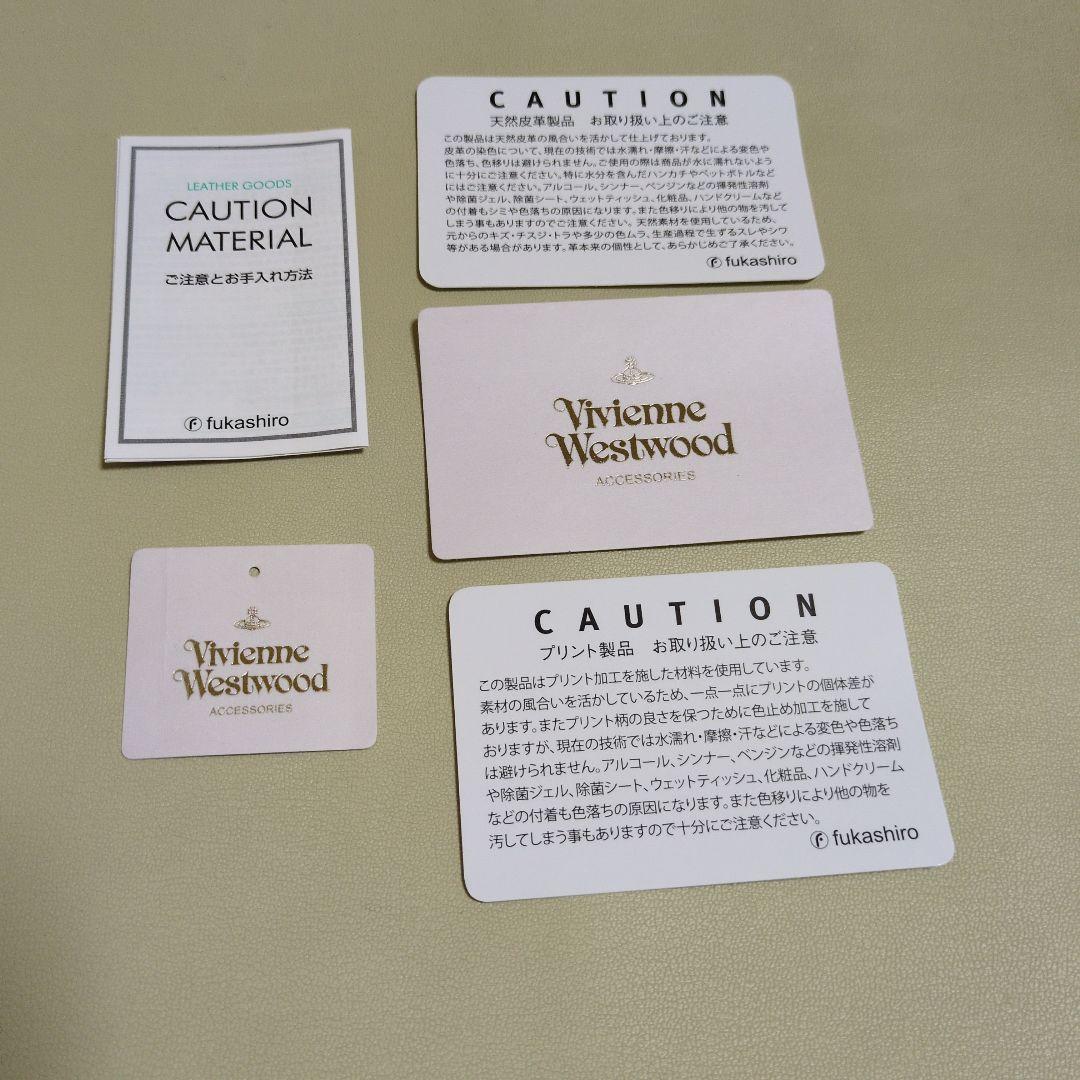 LEATHER GOODS
CAUTION
MATERIAL
ご注意とお手入れ方法
fukashiro
CAUTION
天然皮革製品 お取り扱い上のご注意
この製品は天然皮革の風合いを活かして仕上げております。
皮革の染色について、現在の技術では水濡れ・摩擦・汗などによる変色や
色落ち、色移りは避けられません。ご使用の際は商品が水に濡れないよう
に十分にご注意ください。特に水分を含んだハンカチやペットボトルなど
にはご注意ください。アルコール、シンナー、ベンジンなどの揮発性溶剤
や除菌ジェル、除菌シート、ウェットティッシュ、化粧品、ハンドクリームなど
の付着もシミや色落ちの原因になります。また色移りにより他の物を汚して
しまう事もありますのでご注意ください。 天然素材を使用しているため、
元からのキズ・チスジ・トラや多少の色ムラ、生産過程で生ずるスレやシワ
等がある場合があります。革本来の個性として、あらかじめご了承ください。
fukashiro
Vivienne
Westwood
ACCESSORIES
Vivienne
Westwood
ACCESSORIES
CAUTION
プリント製品 お取り扱い上のご注意
この製品はプリント加工を施した材料を使用しています。
素材の風合いを活かしているため、一点一点にプリントの個体差が
あります。またプリント柄の良さを保つために色止め加工を施して
おりますが、現在の技術では水濡れ・摩擦・汗などによる変色や色落ち
は避けられません。アルコール、シンナー、ベンジンなどの揮発性溶剤
や除菌ジェル、除菌シート、ウェットティッシュ、化粧品、ハンドクリーム
などの付着も色落ちの原因になります。また色移りにより他の物を
汚してしまう事もありますので十分にご注意ください。
fukashiro